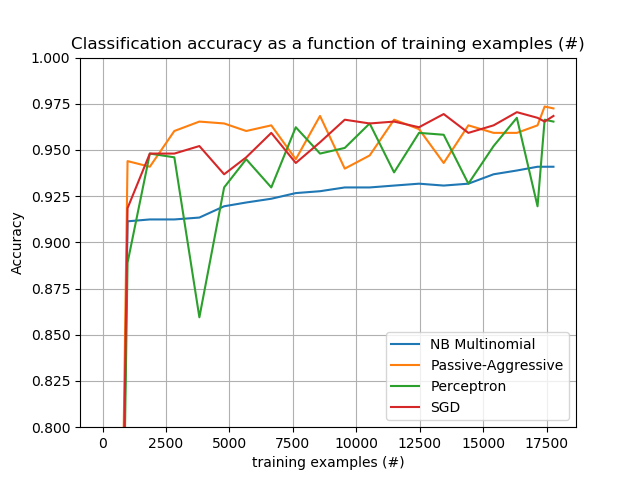 Classification accuracy as a function of training examples (#)
1.000
0.975
0.950
0.925
0.900
0.875
0.850
0.825
0.800
Accuracy
NB Multinomial
Passive-Aggressive
Perceptron
SGD
0 2500 5000 7500 10000 12500 15000 17500
training examples (#)